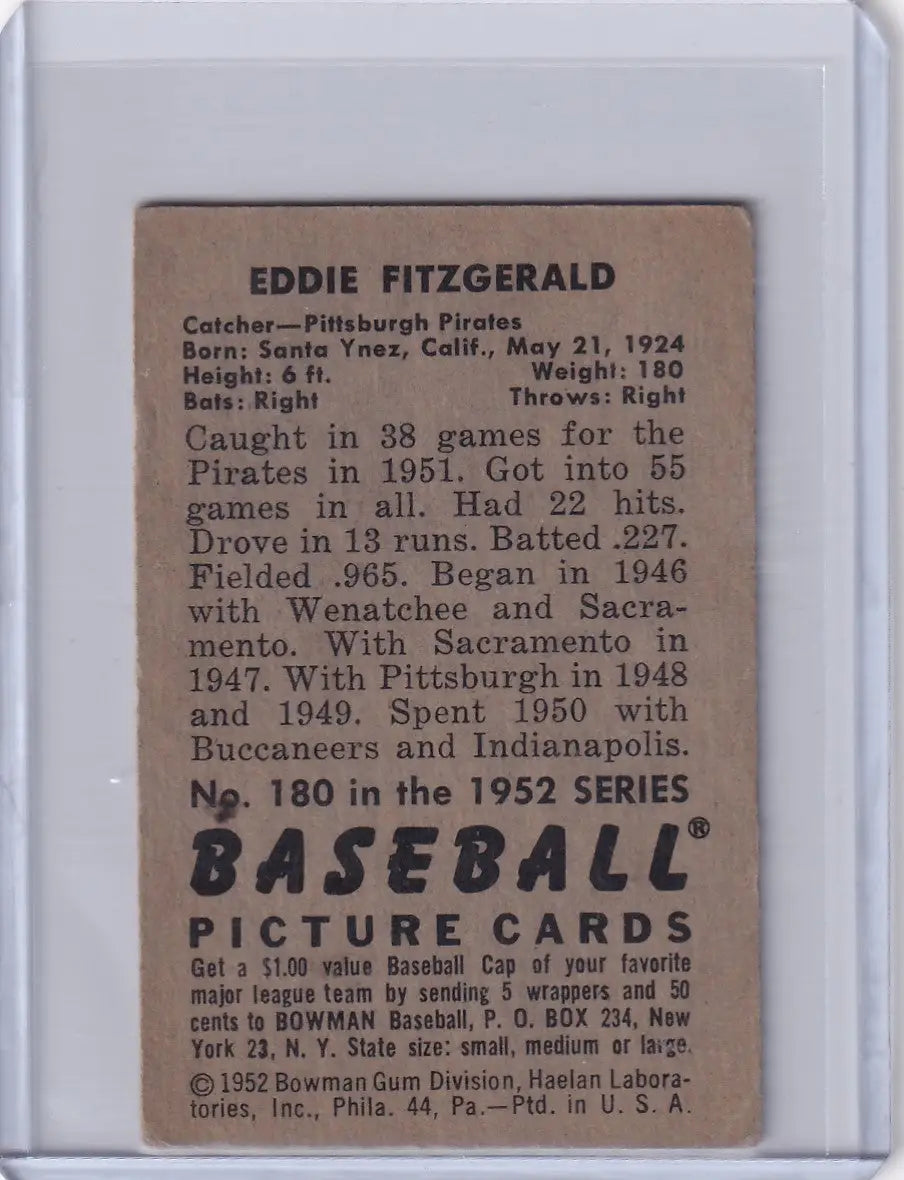 EDDIE FITZGERALD
Catcher—Pittsburgh Pirates
Born: Santa Ynez, Calif., May 21, 1924
Height: 6 ft. Weight: 180
Bats: Right Throws: Right
Caught in 38 games for the
Pirates in 1951. Got into 55
games in all. Had 22 hits.
Drove in 13 runs. Batted .227.
Fielded .965. Began in 1946
with Wenatchee and Sacra-
mento. With Sacramento in
1947. With Pittsburgh in 1948
and 1949. Spent 1950 with
Buccaneers and Indianapolis.
No. 180 in the 1952 SERIES
BASEBALL®
PICTURE CARDS
Get a $1.00 value Baseball Cap of your favorite
major league team by sending 5 wrappers and 50
cents to BOWMAN Baseball, P. O. BOX 234, New
York 23, N. Y. State size: small, medium or large.
© 1952 Bowman Gum Division, Haelan Labora-
tories, Inc., Phila. 44, Pa.—Ptd. in U. S. A.